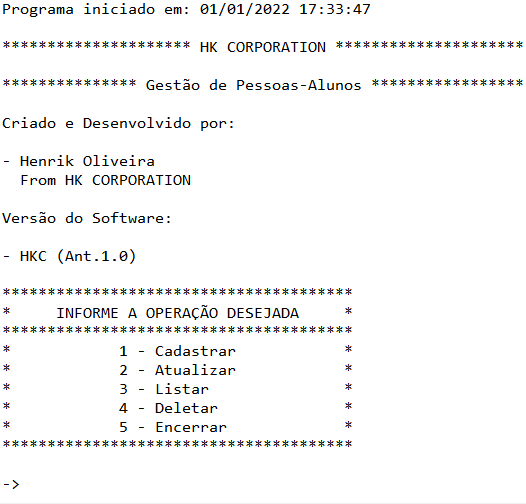 Programa iniciado em: 01/01/2022 17:33:47
********************* HK CORPORATION *********************
*************** Gestão de Pessoas-Alunos *****************
Criado e Desenvolvido por:
- Henrik Oliveira
From HK CORPORATION
Versão do Software:
- HKC (Ant.1.0)
***************************************
* INFORME A OPERAÇÃO DESEJADA *
***************************************
* 1 - Cadastrar *
* 2 - Atualizar *
* 3 - Listar *
* 4 - Deletar *
* 5 - Encerrar *
***************************************
->